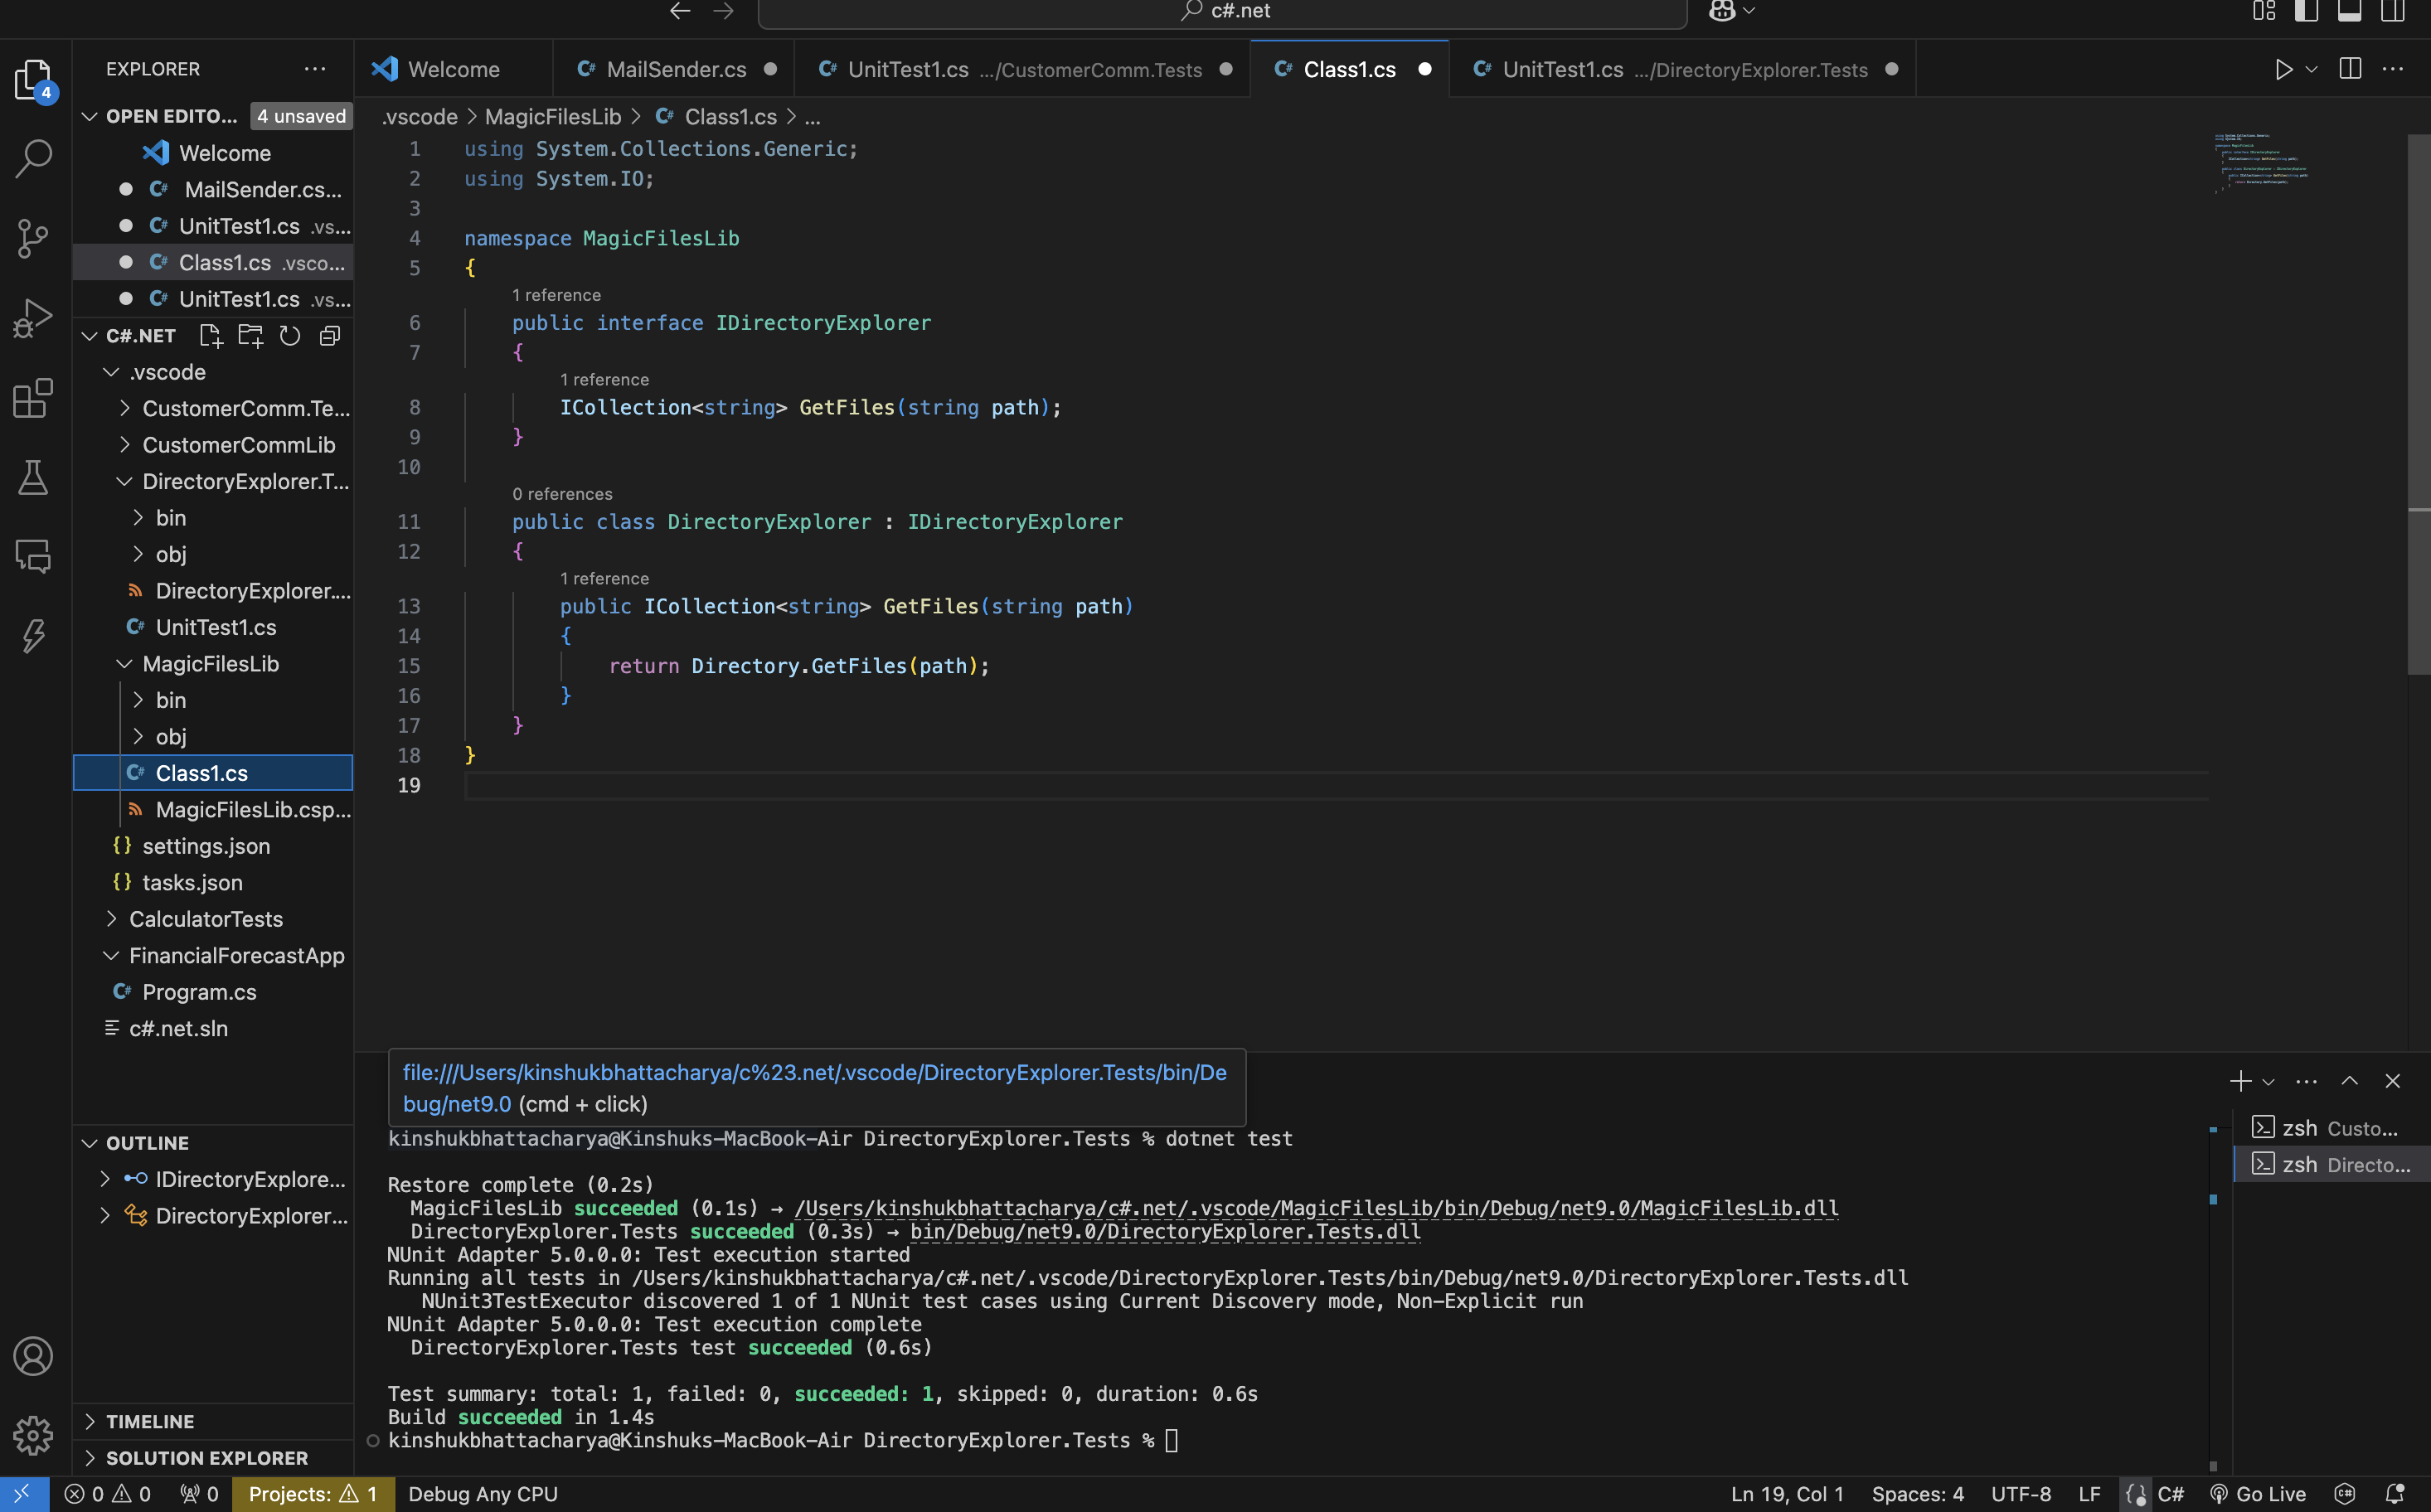 c#.net
EXPLORER
4
OPEN EDITO... 4 unsaved
Welcome
MailSender.cs...
UnitTest1.cs .vs...
Class1.cs .vsco...
UnitTest1.cs .vs...
C#.NET
.vscode
CustomerComm.Te...
CustomerCommLib
DirectoryExplorer.T...
bin
obj
DirectoryExplorer....
UnitTest1.cs
MagicFilesLib
bin
obj
Class1.cs
MagicFilesLib.csp...
settings.json
tasks.json
CalculatorTests
FinancialForecastApp
Program.cs
c#.net.sln
OUTLINE
IDirectoryExplore...
DirectoryExplorer...
TIMELINE
SOLUTION EXPLORER
Welcome
MailSender.cs
UnitTest1.cs .../CustomerComm.Tests
Class1.cs
UnitTest1.cs .../DirectoryExplorer.Tests
.vscode > MagicFilesLib > Class1.cs > ...
1 using System.Collections.Generic;
2 using System.IO;
3
4 namespace MagicFilesLib
5 {
1 reference
6 public interface IDirectoryExplorer
7 {
1 reference
8 ICollection<string> GetFiles(string path);
9 }
10
0 references
11 public class DirectoryExplorer : IDirectoryExplorer
12 {
1 reference
13 public ICollection<string> GetFiles(string path)
14 {
15 return Directory.GetFiles(path);
16 }
17 }
18 }
19
file:///Users/kinshukbhattacharya/c%23.net/.vscode/DirectoryExplorer.Tests/bin/De
bug/net9.0 (cmd + click)
kinshukbhattacharya@Kinshuks-MacBook-Air DirectoryExplorer.Tests % dotnet test
Restore complete (0.2s)
MagicFilesLib succeeded (0.1s) → /Users/kinshukbhattacharya/c#.net/.vscode/MagicFilesLib/bin/Debug/net9.0/MagicFilesLib.dll
DirectoryExplorer.Tests succeeded (0.3s) → bin/Debug/net9.0/DirectoryExplorer.Tests.dll
NUnit Adapter 5.0.0.0: Test execution started
Running all tests in /Users/kinshukbhattacharya/c#.net/.vscode/DirectoryExplorer.Tests/bin/Debug/net9.0/DirectoryExplorer.Tests.dll
NUnit3TestExecutor discovered 1 of 1 NUnit test cases using Current Discovery mode, Non-Explicit run
NUnit Adapter 5.0.0.0: Test execution complete
DirectoryExplorer.Tests test succeeded (0.6s)
Test summary: total: 1, failed: 0, succeeded: 1, skipped: 0, duration: 0.6s
Build succeeded in 1.4s
kinshukbhattacharya@Kinshuks-MacBook-Air DirectoryExplorer.Tests %
zsh Custo...
zsh Directo...
0 0 0 Projects: 1 Debug Any CPU Ln 19, Col 1 Spaces: 4 UTF-8 LF {} C# Go Live